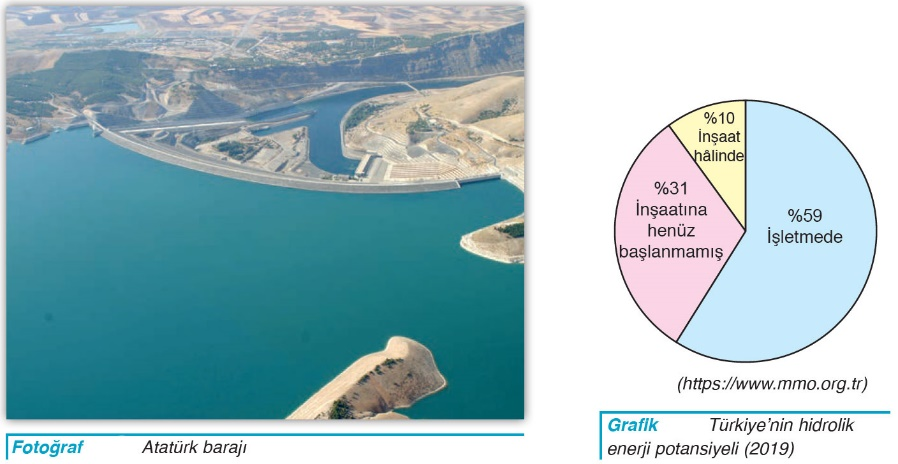 %10
İnşaat
hâlinde
%31
İnşaatına
henüz
başlanmamış
%59
İşletmede
(https://www.mmo.org.tr)
Fotoğraf Atatürk barajı
Grafik Türkiye'nin hidrolik
enerji potansiyeli (2019)